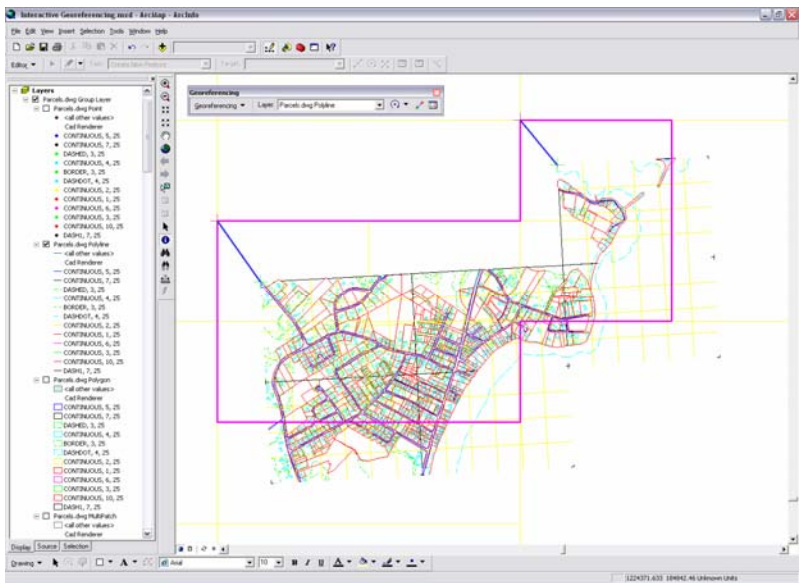 Interactive Georeferencing.mxd - ArcMap - ArcInfo
File Edit View Insert Selection Tools Window Help
Editor Task: Create New Feature Target:
Layers
Parcels.dwg Group Layer
Parcels.dwg Point
<all other values>
Cad Renderer
CONTINUOUS, 5, 25
CONTINUOUS, 7, 25
DASHED, 3, 25
CONTINUOUS, 4, 25
BORDER, 3, 25
DASHDOT, 4, 25
CONTINUOUS, 2, 25
CONTINUOUS, 1, 25
CONTINUOUS, 6, 25
CONTINUOUS, 3, 25
CONTINUOUS, 10, 25
DASH1, 7, 25
Parcels.dwg Polyline
<all other values>
Cad Renderer
CONTINUOUS, 5, 25
CONTINUOUS, 7, 25
DASHED, 3, 25
CONTINUOUS, 4, 25
BORDER, 3, 25
DASHDOT, 4, 25
CONTINUOUS, 2, 25
CONTINUOUS, 1, 25
CONTINUOUS, 6, 25
CONTINUOUS, 3, 25
CONTINUOUS, 10, 25
DASH1, 7, 25
Parcels.dwg Polygon
<all other values>
Cad Renderer
CONTINUOUS, 5, 25
CONTINUOUS, 7, 25
DASHED, 3, 25
CONTINUOUS, 4, 25
BORDER, 3, 25
DASHDOT, 4, 25
CONTINUOUS, 2, 25
CONTINUOUS, 1, 25
CONTINUOUS, 6, 25
CONTINUOUS, 3, 25
CONTINUOUS, 10, 25
DASH1, 7, 25
Parcels.dwg MultiPatch
<all other values>
Cad Renderer
Display Source Selection
Georeferencing
Georeferencing Layer: Parcels.dwg Polyline
Drawing A Arial 10 B I U A
1224371.633 184842.46 Unknown Units